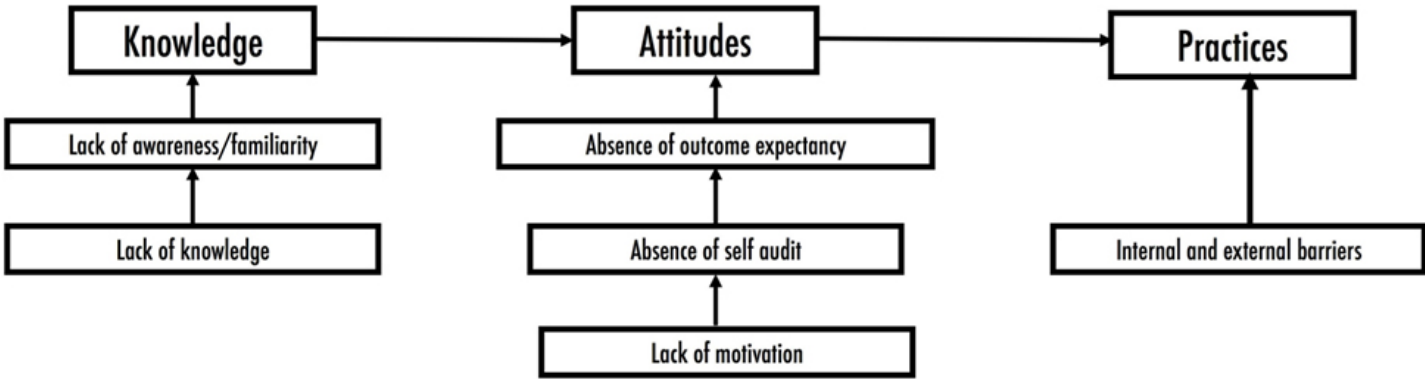 Knowledge
Attitudes
Practices
Lack of awareness/familiarity
Absence of outcome expectancy
Lack of knowledge
Absence of self audit
Internal and external barriers
Lack of motivation